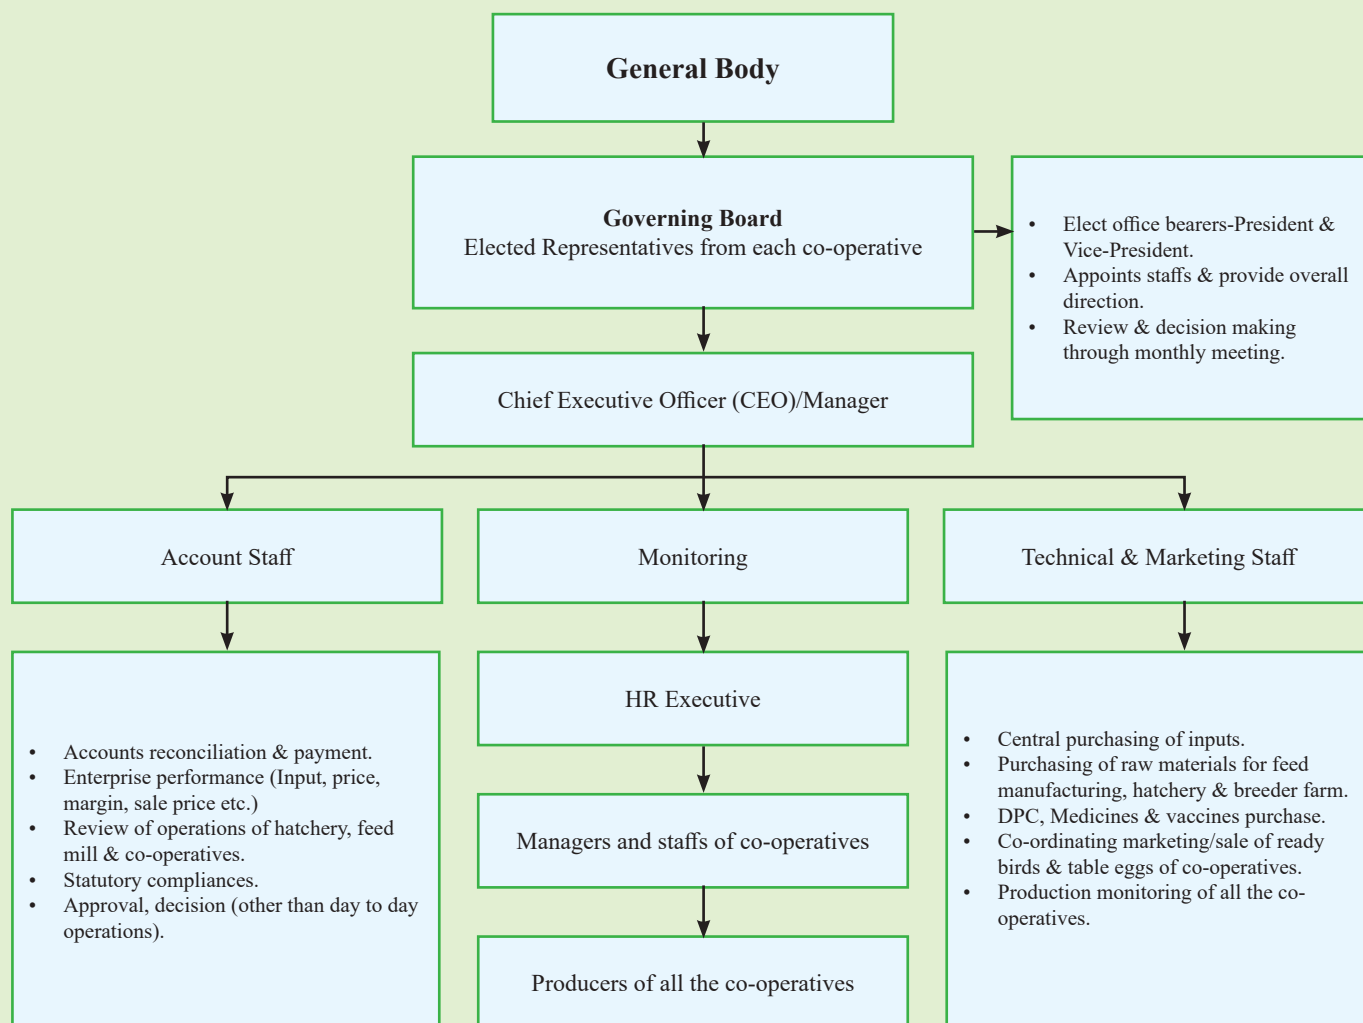 General Body
Governing Board
Elected Representatives from each co-operative
• Elect office bearers-President &
Vice-President.
• Appoints staffs & provide overall
direction.
• Review & decision making
through monthly meeting.
Chief Executive Officer (CEO)/Manager
Account Staff
Monitoring
Technical & Marketing Staff
• Accounts reconciliation & payment.
• Enterprise performance (Input, price,
margin, sale price etc.)
• Review of operations of hatchery, feed
mill & co-operatives.
• Statutory compliances.
• Approval, decision (other than day to day
operations).
HR Executive
Managers and staffs of co-operatives
Producers of all the co-operatives
• Central purchasing of inputs.
• Purchasing of raw materials for feed
manufacturing, hatchery & breeder farm.
• DPC, Medicines & vaccines purchase.
• Co-ordinating marketing/sale of ready
birds & table eggs of co-operatives.
• Production monitoring of all the co-
operatives.